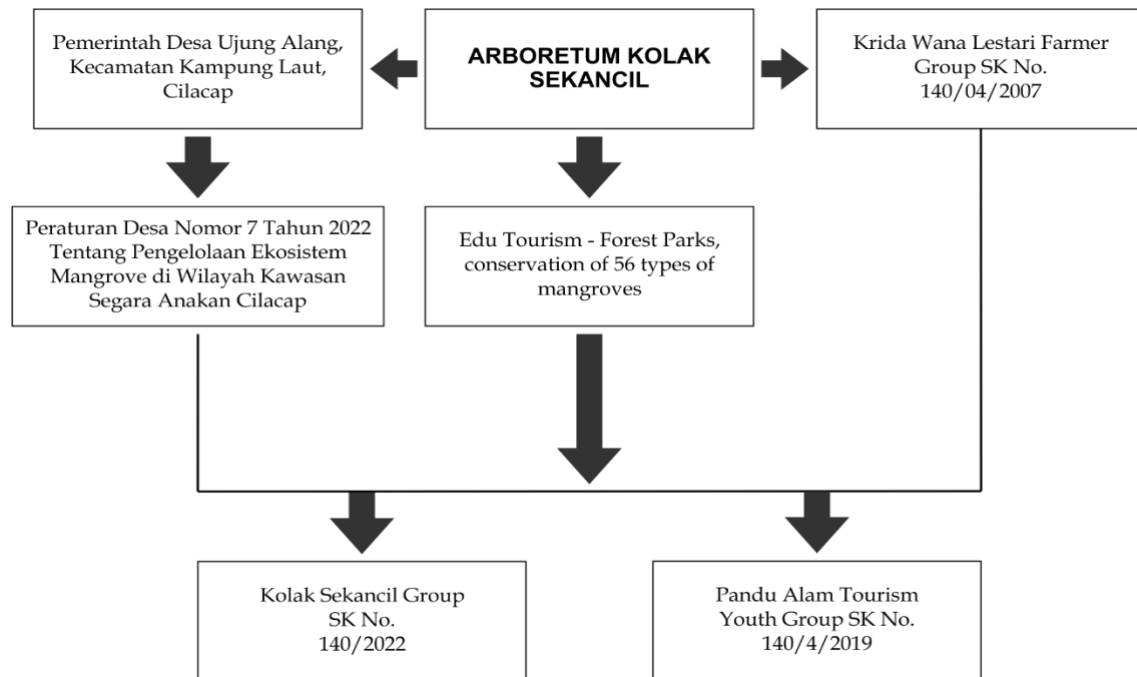 Pemerintah Desa Ujung Alang,
Kecamatan Kampung Laut,
Cilacap
ARBORETUM KOLAK
SEKANCIL
Krida Wana Lestari Farmer
Group SK No.
140/04/2007
Peraturan Desa Nomor 7 Tahun 2022
Tentang Pengelolaan Ekosistem
Mangrove di Wilayah Kawasan
Segara Anakan Cilacap
Edu Tourism - Forest Parks,
conservation of 56 types of
mangroves
Kolak Sekancil Group
SK No.
140/2022
Pandu Alam Tourism
Youth Group SK No.
140/4/2019